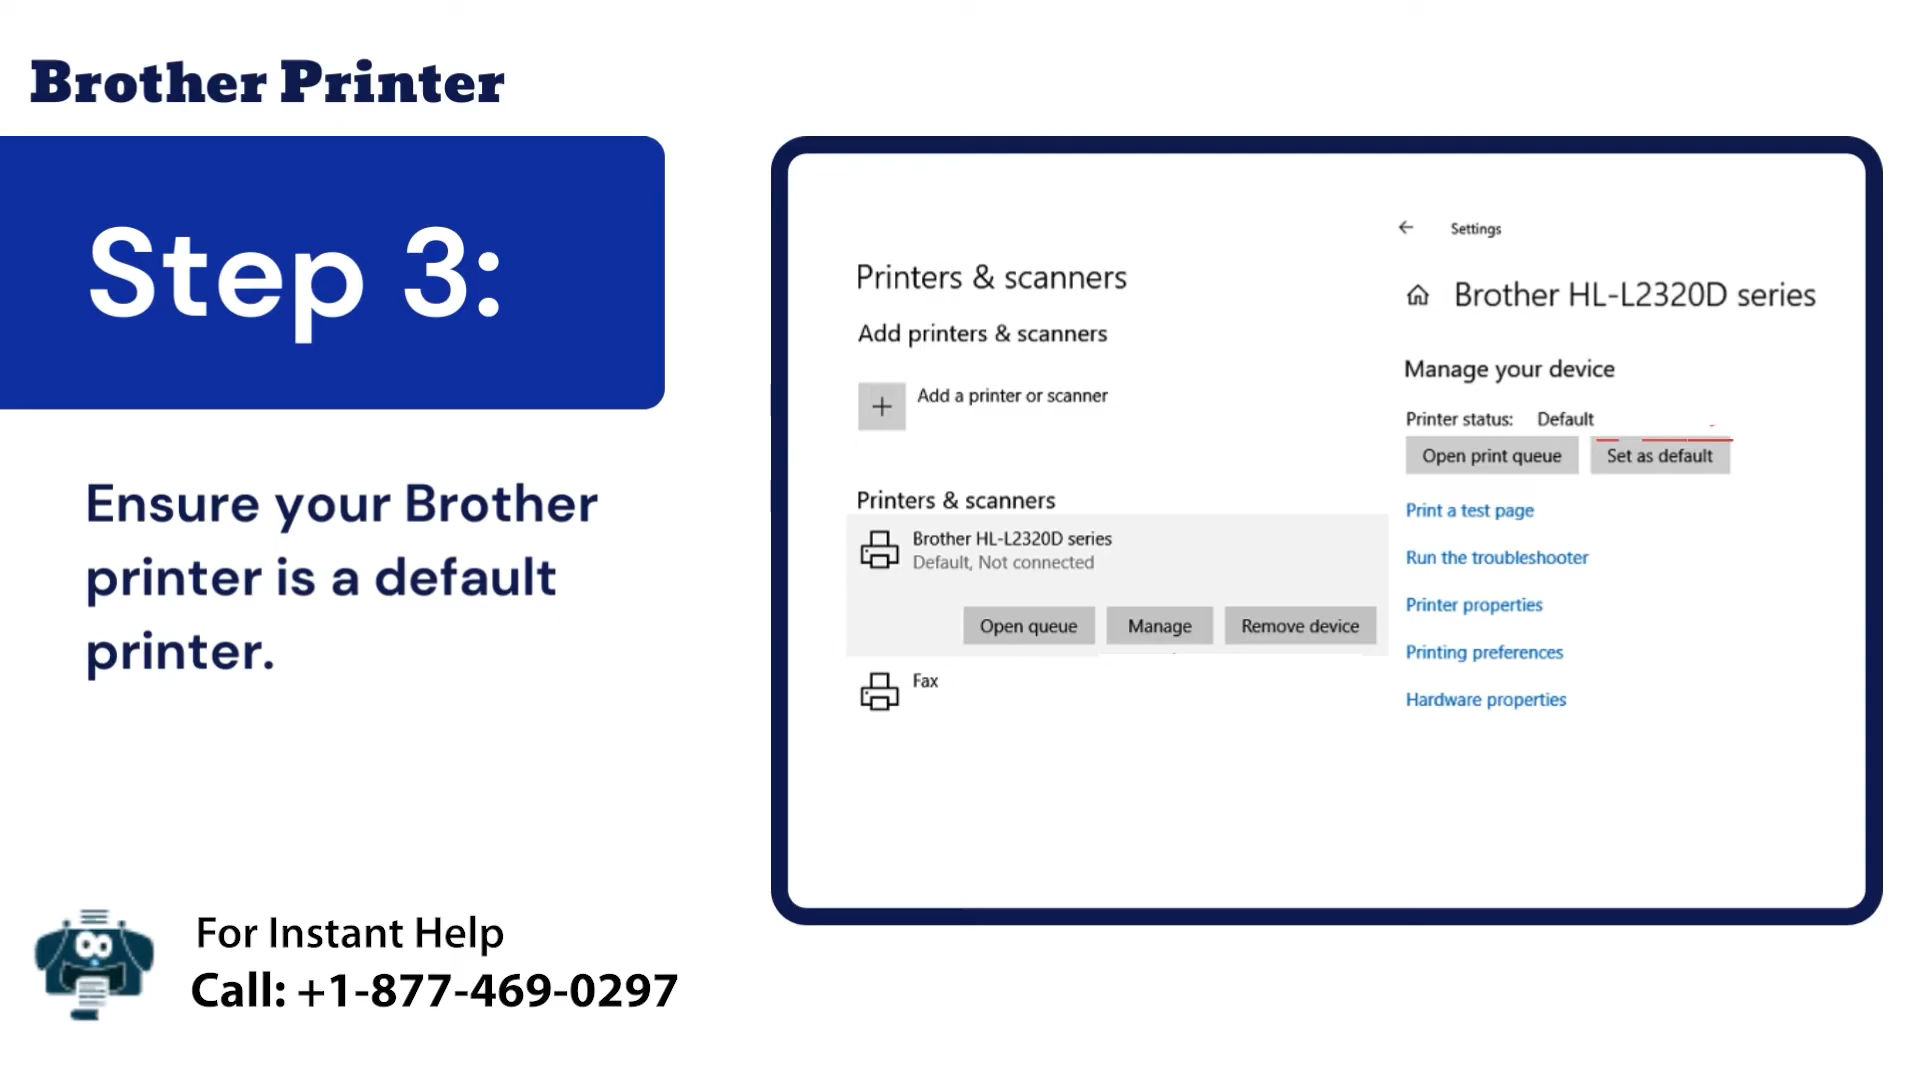 Brother Printer
Step 3:
Ensure your Brother
printer is a default
printer.
For Instant Help
Call: +1-877-469-0297
Printers & scanners
Add printers & scanners
+ Add a printer or scanner
Printers & scanners
Brother HL-L2320D series
Default, Not connected
Open queue Manage Remove device
Fax
Settings
Brother HL-L2320D series
Manage your device
Printer status: Default
Open print queue Set as default
Print a test page
Run the troubleshooter
Printer properties
Printing preferences
Hardware properties